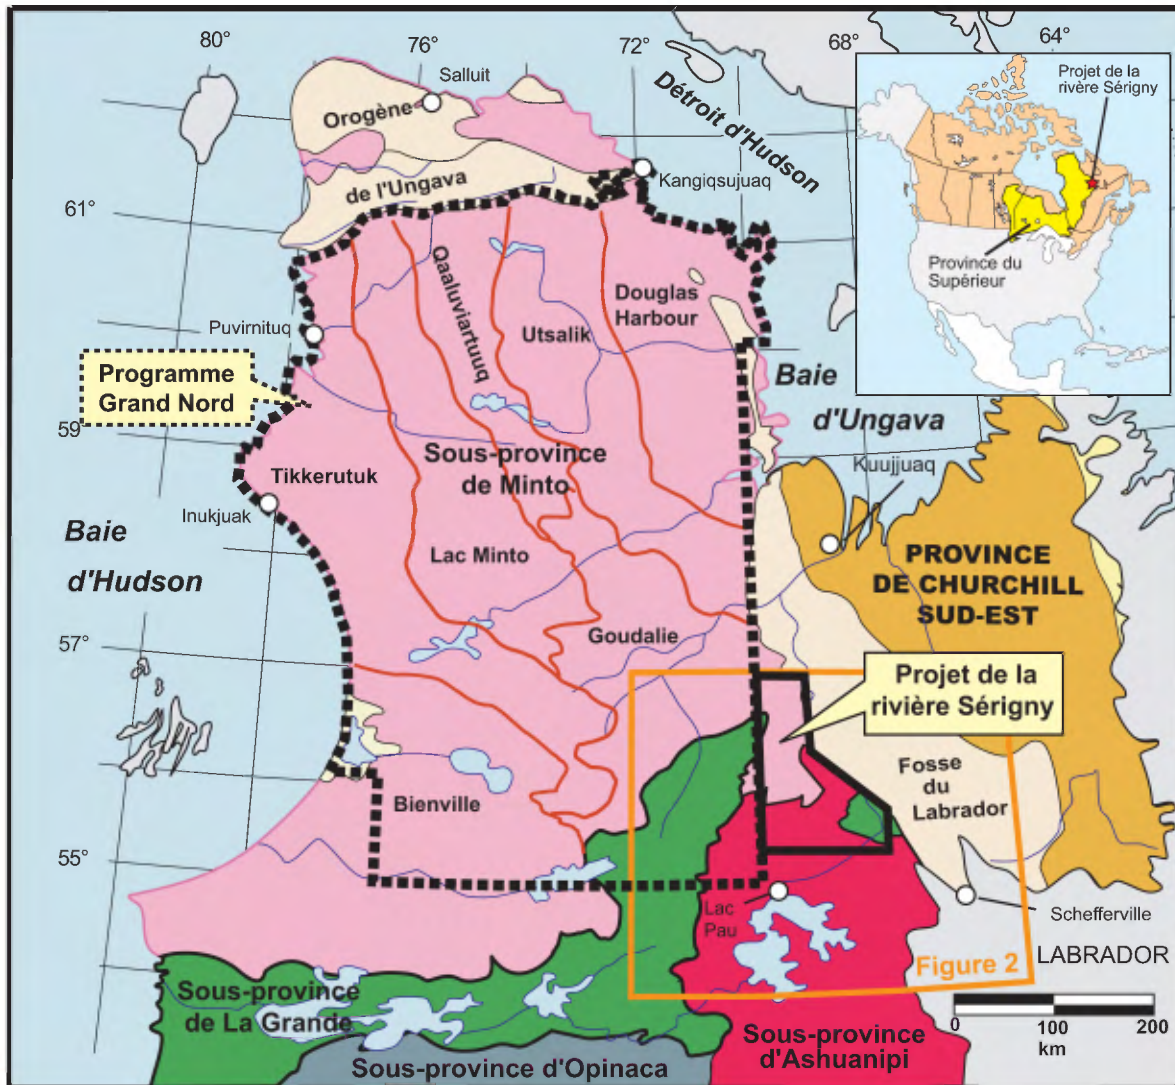 80°
76°
72°
68°
64°
Salluit
Orogène
de l'Ungava
Détroit d'Hudson
Kangiqsujuaq
Projet de la
rivère Sérigny
Province du
Supérieur
61°
Puvirnituq
Qaaluviartuuq
Utsalik
Douglas
Harbour
Programme
Grand Nord
Baie
d'Ungava
59°
Tikkerutuk
Sous-province
de Minto
Kuujjuaq
Inukjuak
Baie
d'Hudson
Lac Minto
PROVINCE
DE CHURCHILL
SUD-EST
57°
Goudalie
Projet de la
rivière Sérigny
Fosse
du
Labrador
Bienville
55°
Lac
Pau
Schefferville
LABRADOR
Figure 2
Sous-province
de La Grande
Sous-province
d'Ashuanipi
Sous-province d'Opinaca
0 100 200
km